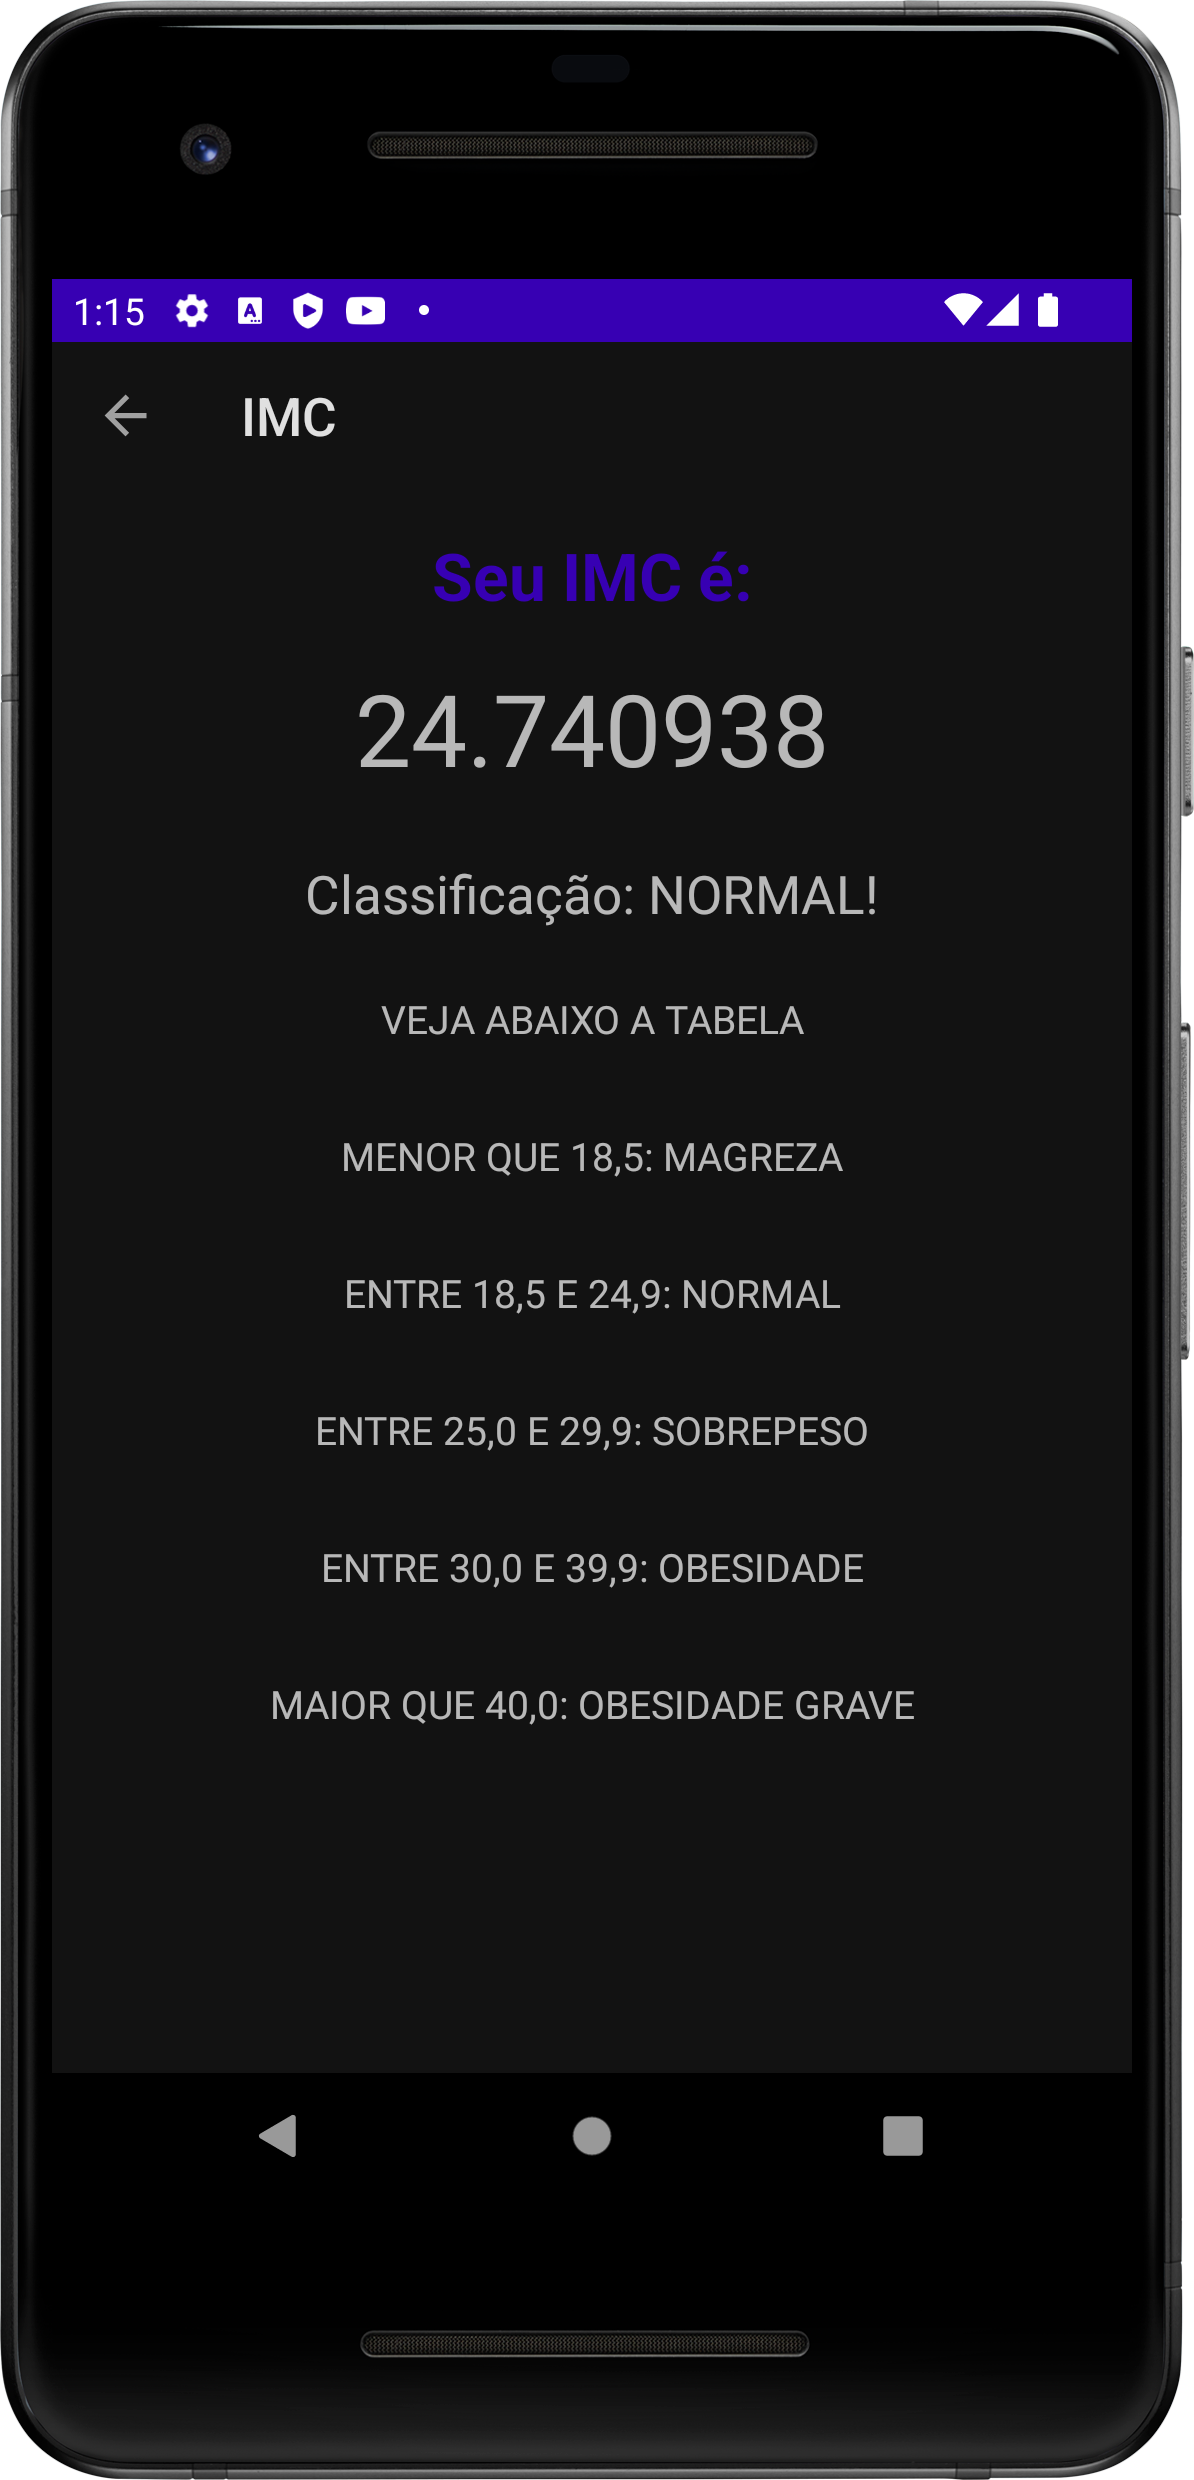 1:15
IMC
Seu IMC é:
24.740938
Classificação: NORMAL!
VEJA ABAIXO A TABELA
MENOR QUE 18,5: MAGREZA
ENTRE 18,5 E 24,9: NORMAL
ENTRE 25,0 E 29,9: SOBREPESO
ENTRE 30,0 E 39,9: OBESIDADE
MAIOR QUE 40,0: OBESIDADE GRAVE